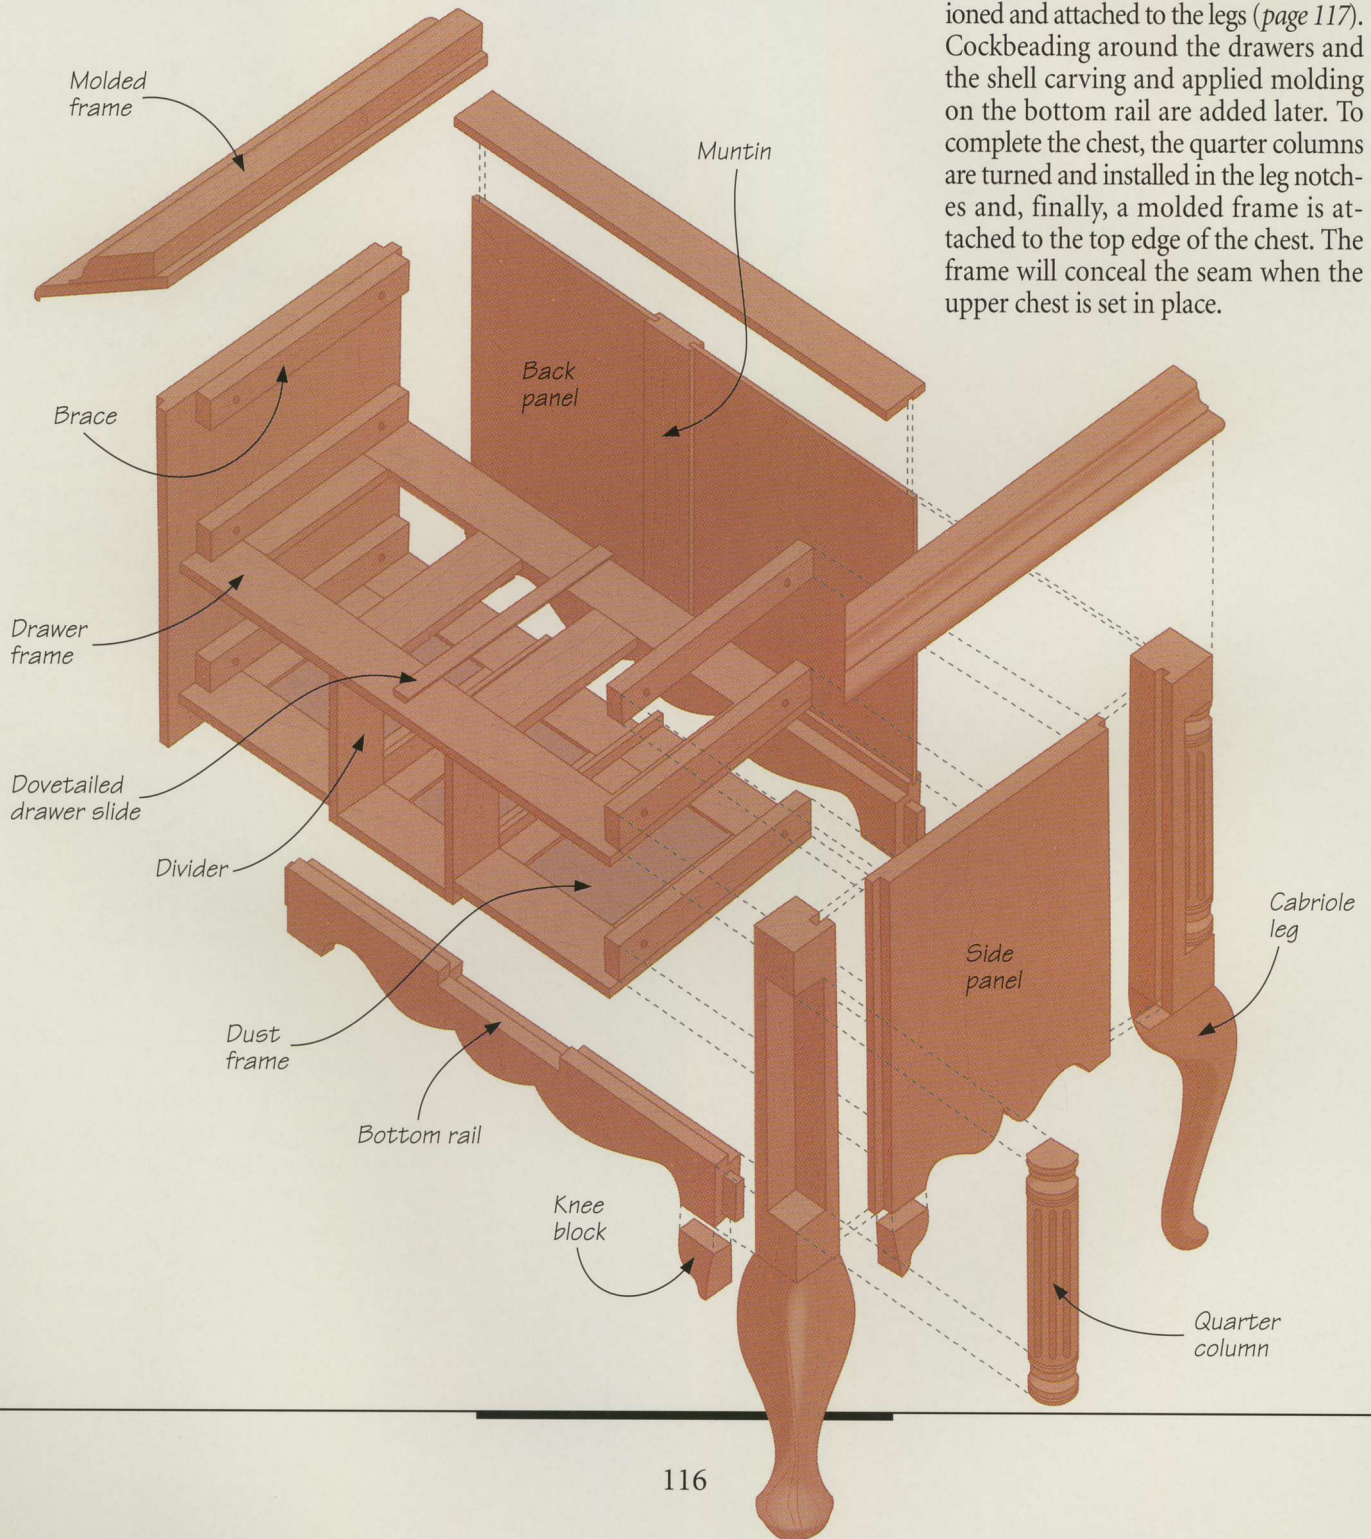 ioned and attached to the legs (page 117).
Cockbeading around the drawers and
the shell carving and applied molding
on the bottom rail are added later. To
complete the chest, the quarter columns
are turned and installed in the leg notch-
es and, finally, a molded frame is at-
tached to the top edge of the chest. The
frame will conceal the seam when the
upper chest is set in place.
Molded
frame
Muntin
Back
panel
Brace
Drawer
frame
Dovetailed
drawer slide
Divider
Cabriole
leg
Side
panel
Dust
frame
Bottom rail
Knee
block
Quarter
column
116